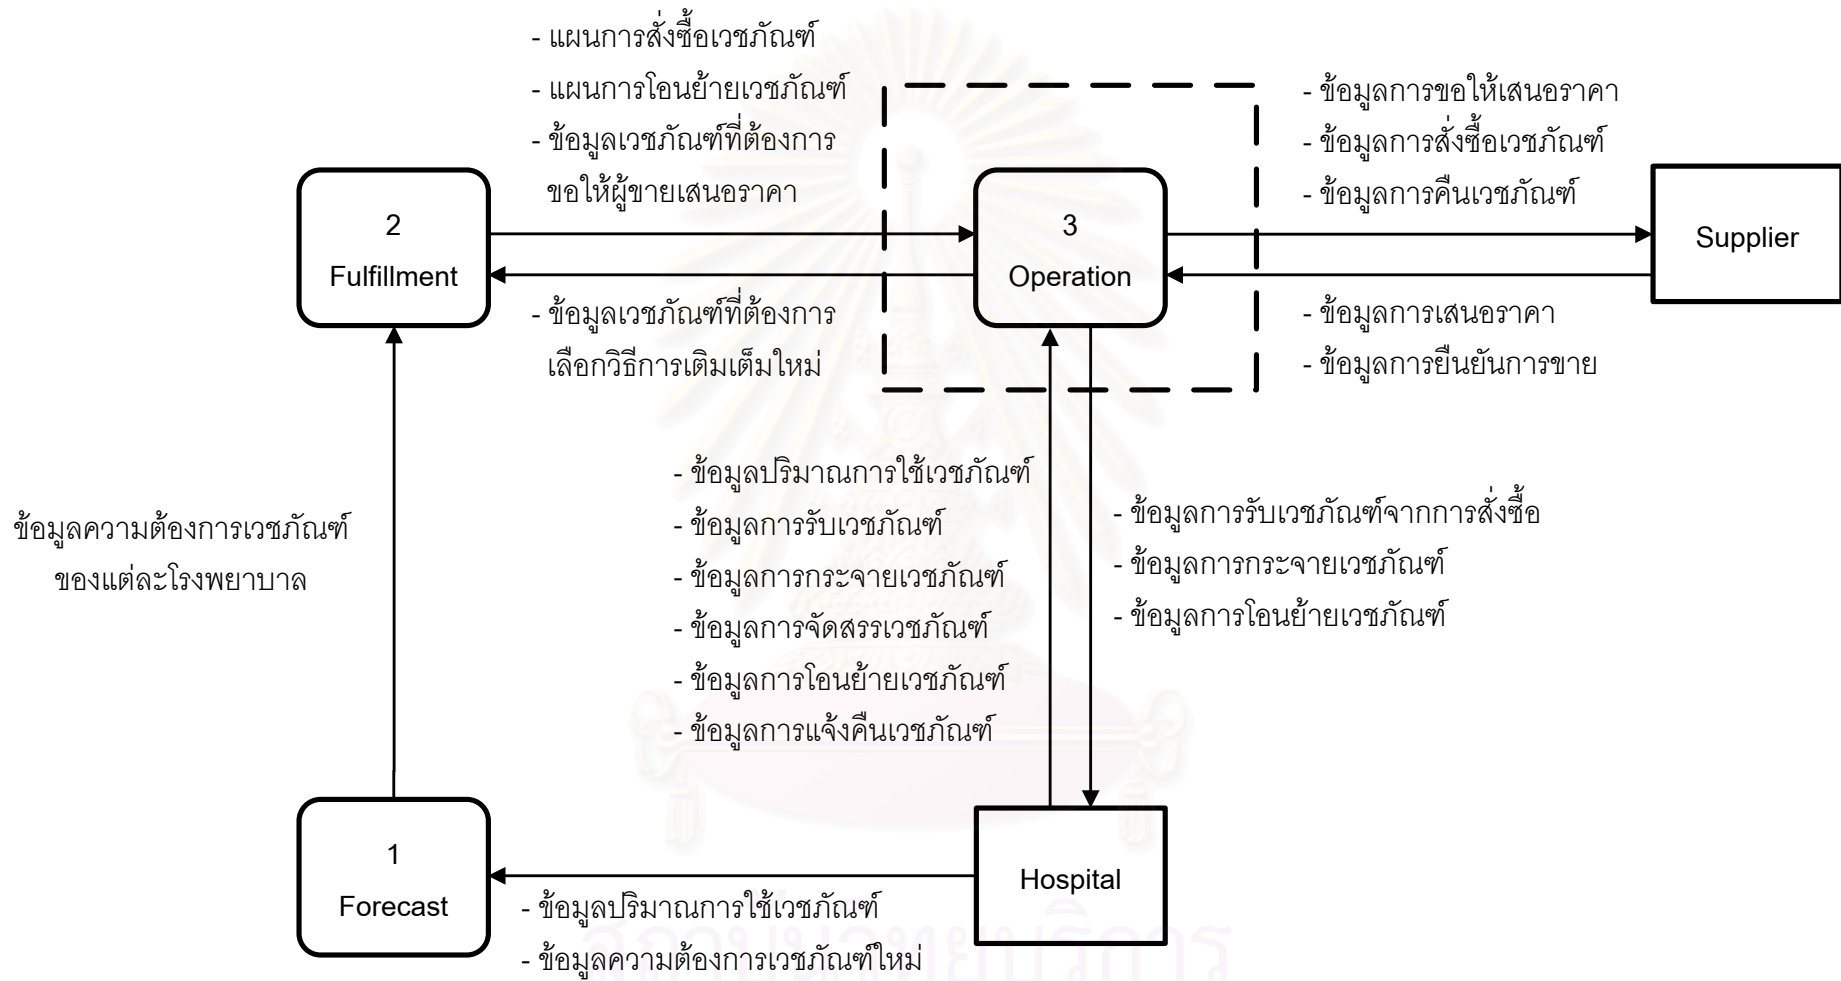 - แผนการสั่งซื้อเวชภัณฑ์
- แผนการโอนย้ายเวชภัณฑ์
- ข้อมูลเวชภัณฑ์ที่ต้องการ
ขอให้ผู้ขายเสนอราคา
- ข้อมูลการขอให้เสนอราคา
- ข้อมูลการสั่งซื้อเวชภัณฑ์
- ข้อมูลการคืนเวชภัณฑ์
2
Fulfillment
3
Operation
Supplier
- ข้อมูลเวชภัณฑ์ที่ต้องการ
เลือกวิธีการเติมเต็มใหม่
- ข้อมูลการเสนอราคา
- ข้อมูลการยืนยันการขาย
ข้อมูลความต้องการเวชภัณฑ์
ของแต่ละโรงพยาบาล
- ข้อมูลปริมาณการใช้เวชภัณฑ์
- ข้อมูลการรับเวชภัณฑ์
- ข้อมูลการกระจายเวชภัณฑ์
- ข้อมูลการจัดสรรเวชภัณฑ์
- ข้อมูลการโอนย้ายเวชภัณฑ์
- ข้อมูลการแจ้งคืนเวชภัณฑ์
- ข้อมูลการรับเวชภัณฑ์จากการสั่งซื้อ
- ข้อมูลการกระจายเวชภัณฑ์
- ข้อมูลการโอนย้ายเวชภัณฑ์
1
Forecast
Hospital
- ข้อมูลปริมาณการใช้เวชภัณฑ์
- ข้อมูลความต้องการเวชภัณฑ์ใหม่
สถาบันวิทยบริการ